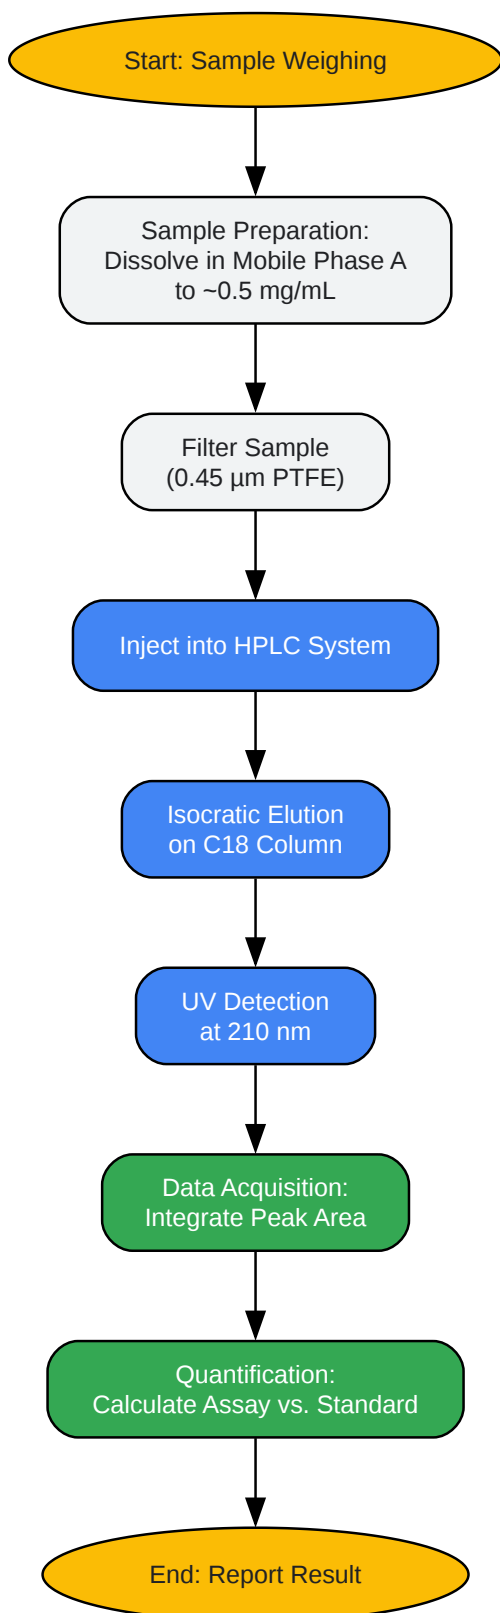 Start: Sample Weighing
Sample Preparation:
Dissolve in Mobile Phase A
to ~0.5 mg/mL
Filter Sample
(0.45 µm PTFE)
Inject into HPLC System
Isocratic Elution
on C18 Column
UV Detection
at 210 nm
Data Acquisition:
Integrate Peak Area
Quantification:
Calculate Assay vs. Standard
End: Report Result